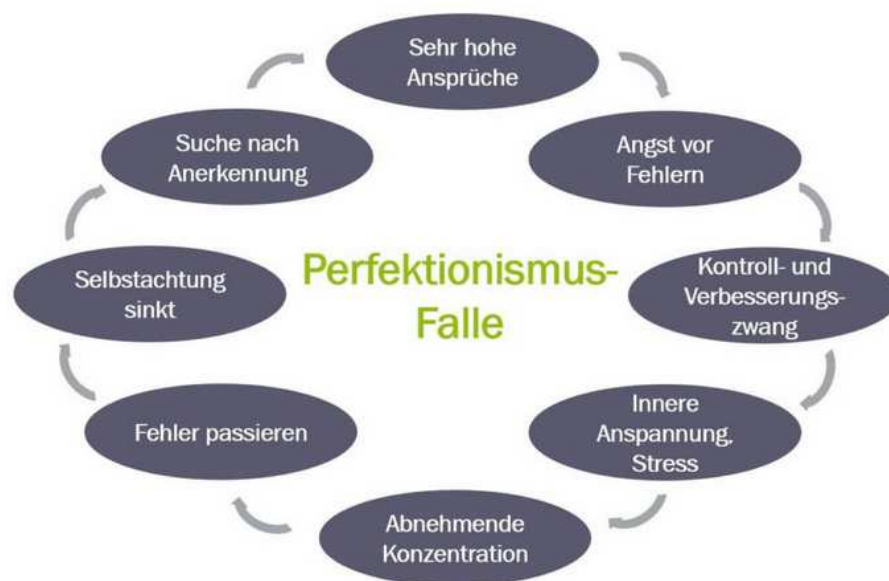 Sehr hohe
Ansprüche
Angst vor
Fehlern
Kontroll- und
Verbesserungs-
zwang
Innere
Anspannung,
Stress
Abnehmende
Konzentration
Fehler passieren
Selbstachtung
sinkt
Suche nach
Anerkennung
Perfektionismus-
Falle